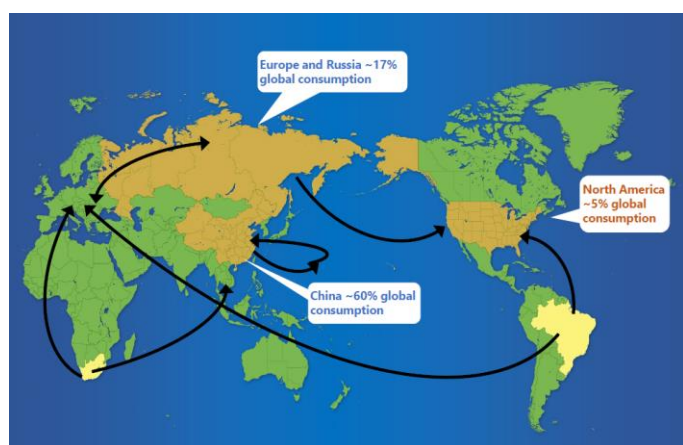 Europe and Russia ~17%
global consumption
North America
~5% global
consumption
China ~60% global
consumption